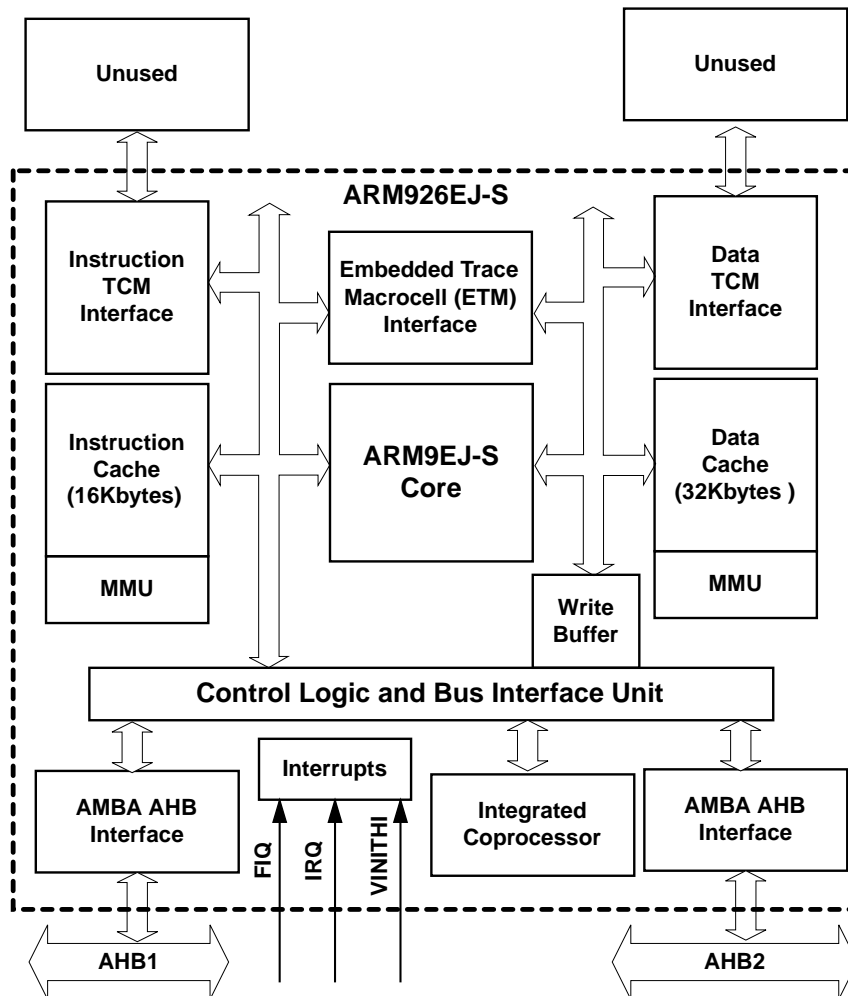 Unused
Unused
ARM926EJ-S
Instruction
TCM
Interface
Embedded Trace
Macrocell (ETM)
Interface
Data
TCM
Interface
Instruction
Cache
(16Kbytes)
ARM9EJ-S
Core
Data
Cache
(32Kbytes )
MMU
MMU
Write
Buffer
Control Logic and Bus Interface Unit
AMBA AHB
Interface
Interrupts
Integrated
Coprocessor
AMBA AHB
Interface
FIQ
IRQ
VINITHI
AHB1
AHB2